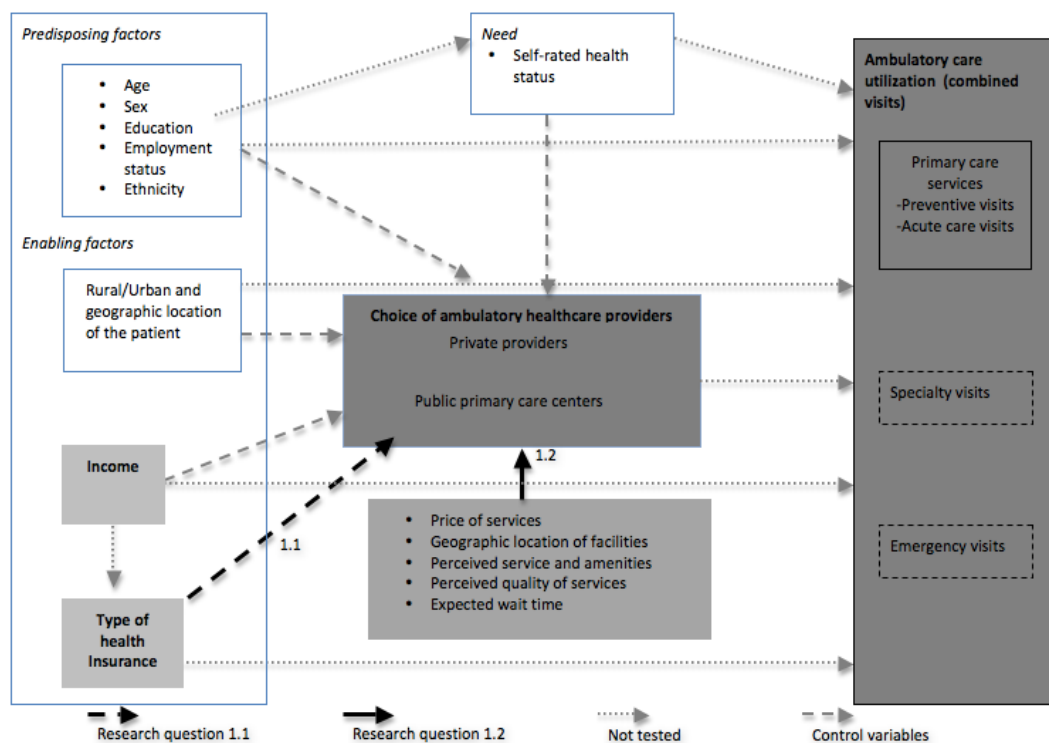 Predisposing factors
• Age
• Sex
• Education
• Employment
status
• Ethnicity
Enabling factors
Rural/Urban and
geographic location
of the patient
Income
Type of
health
Insurance
Need
• Self-rated health
status
Choice of ambulatory healthcare providers
Private providers
Public primary care centers
1.1
1.2
• Price of services
• Geographic location of facilities
• Perceived service and amenities
• Perceived quality of services
• Expected wait time
Ambulatory care
utilization (combined
visits)
Primary care
services
-Preventive visits
-Acute care visits
Specialty visits
Emergency visits
Research question 1.1
Research question 1.2
Not tested
Control variables